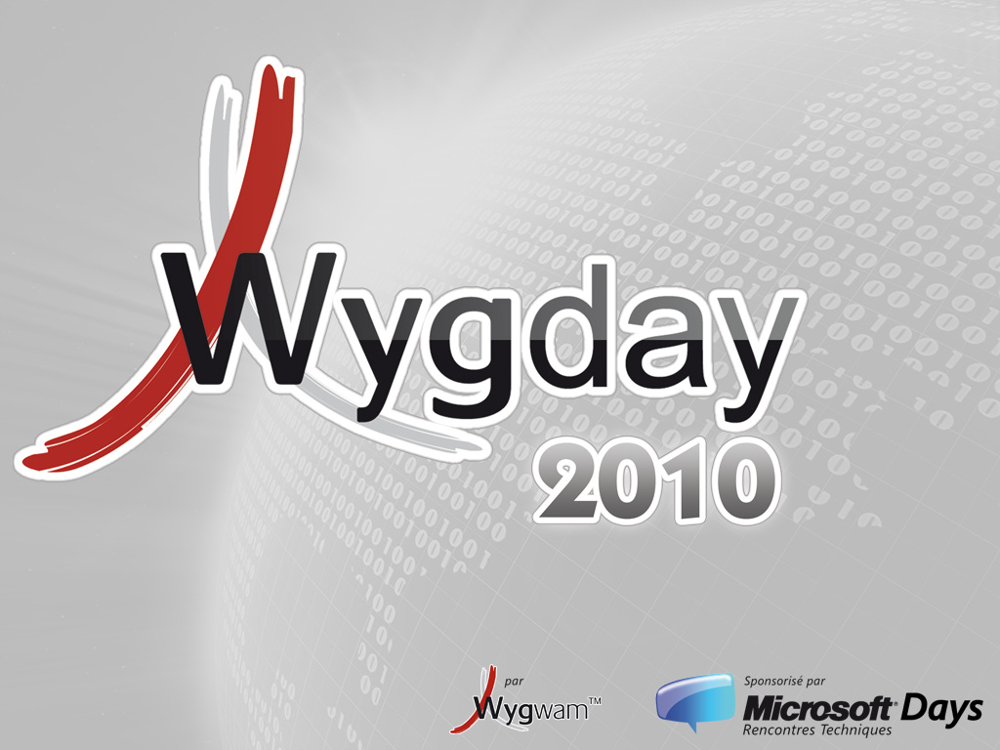 Wygday
2010
par
Wygwam™
Sponsorisé par
Microsoft® Days
Rencontres Techniques